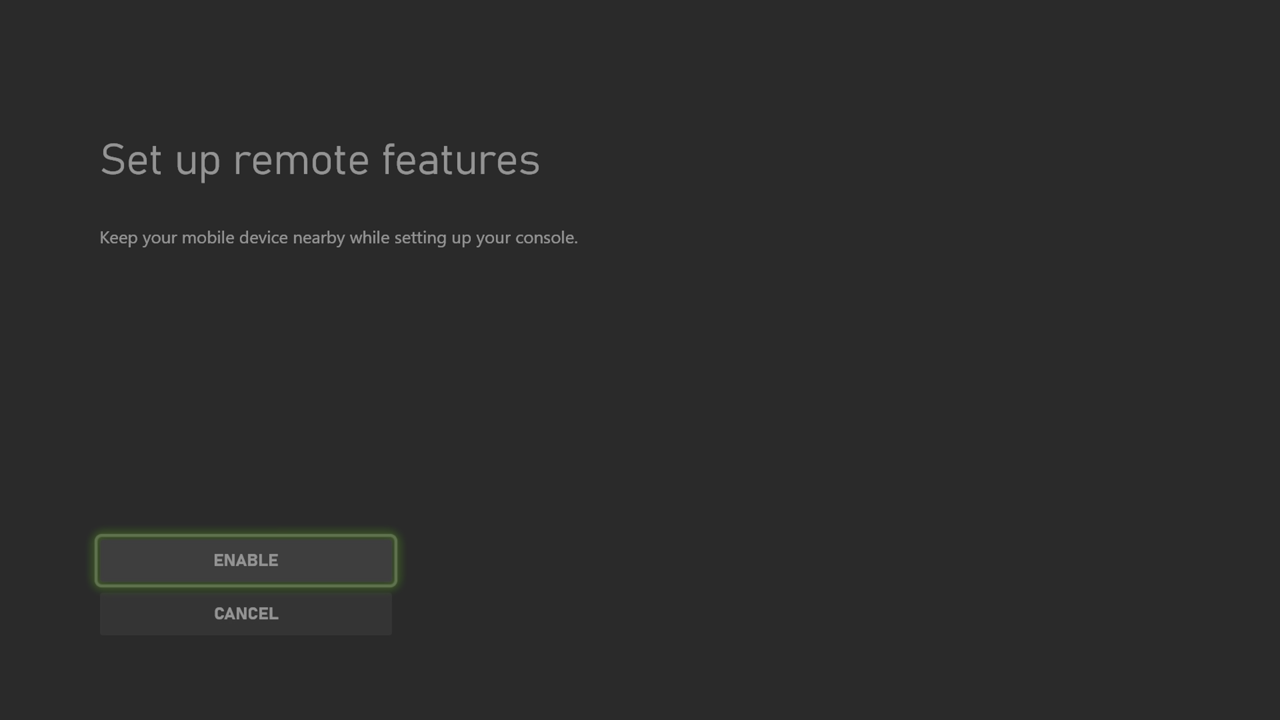 Set up remote features
Keep your mobile device nearby while setting up your console.
ENABLE
CANCEL